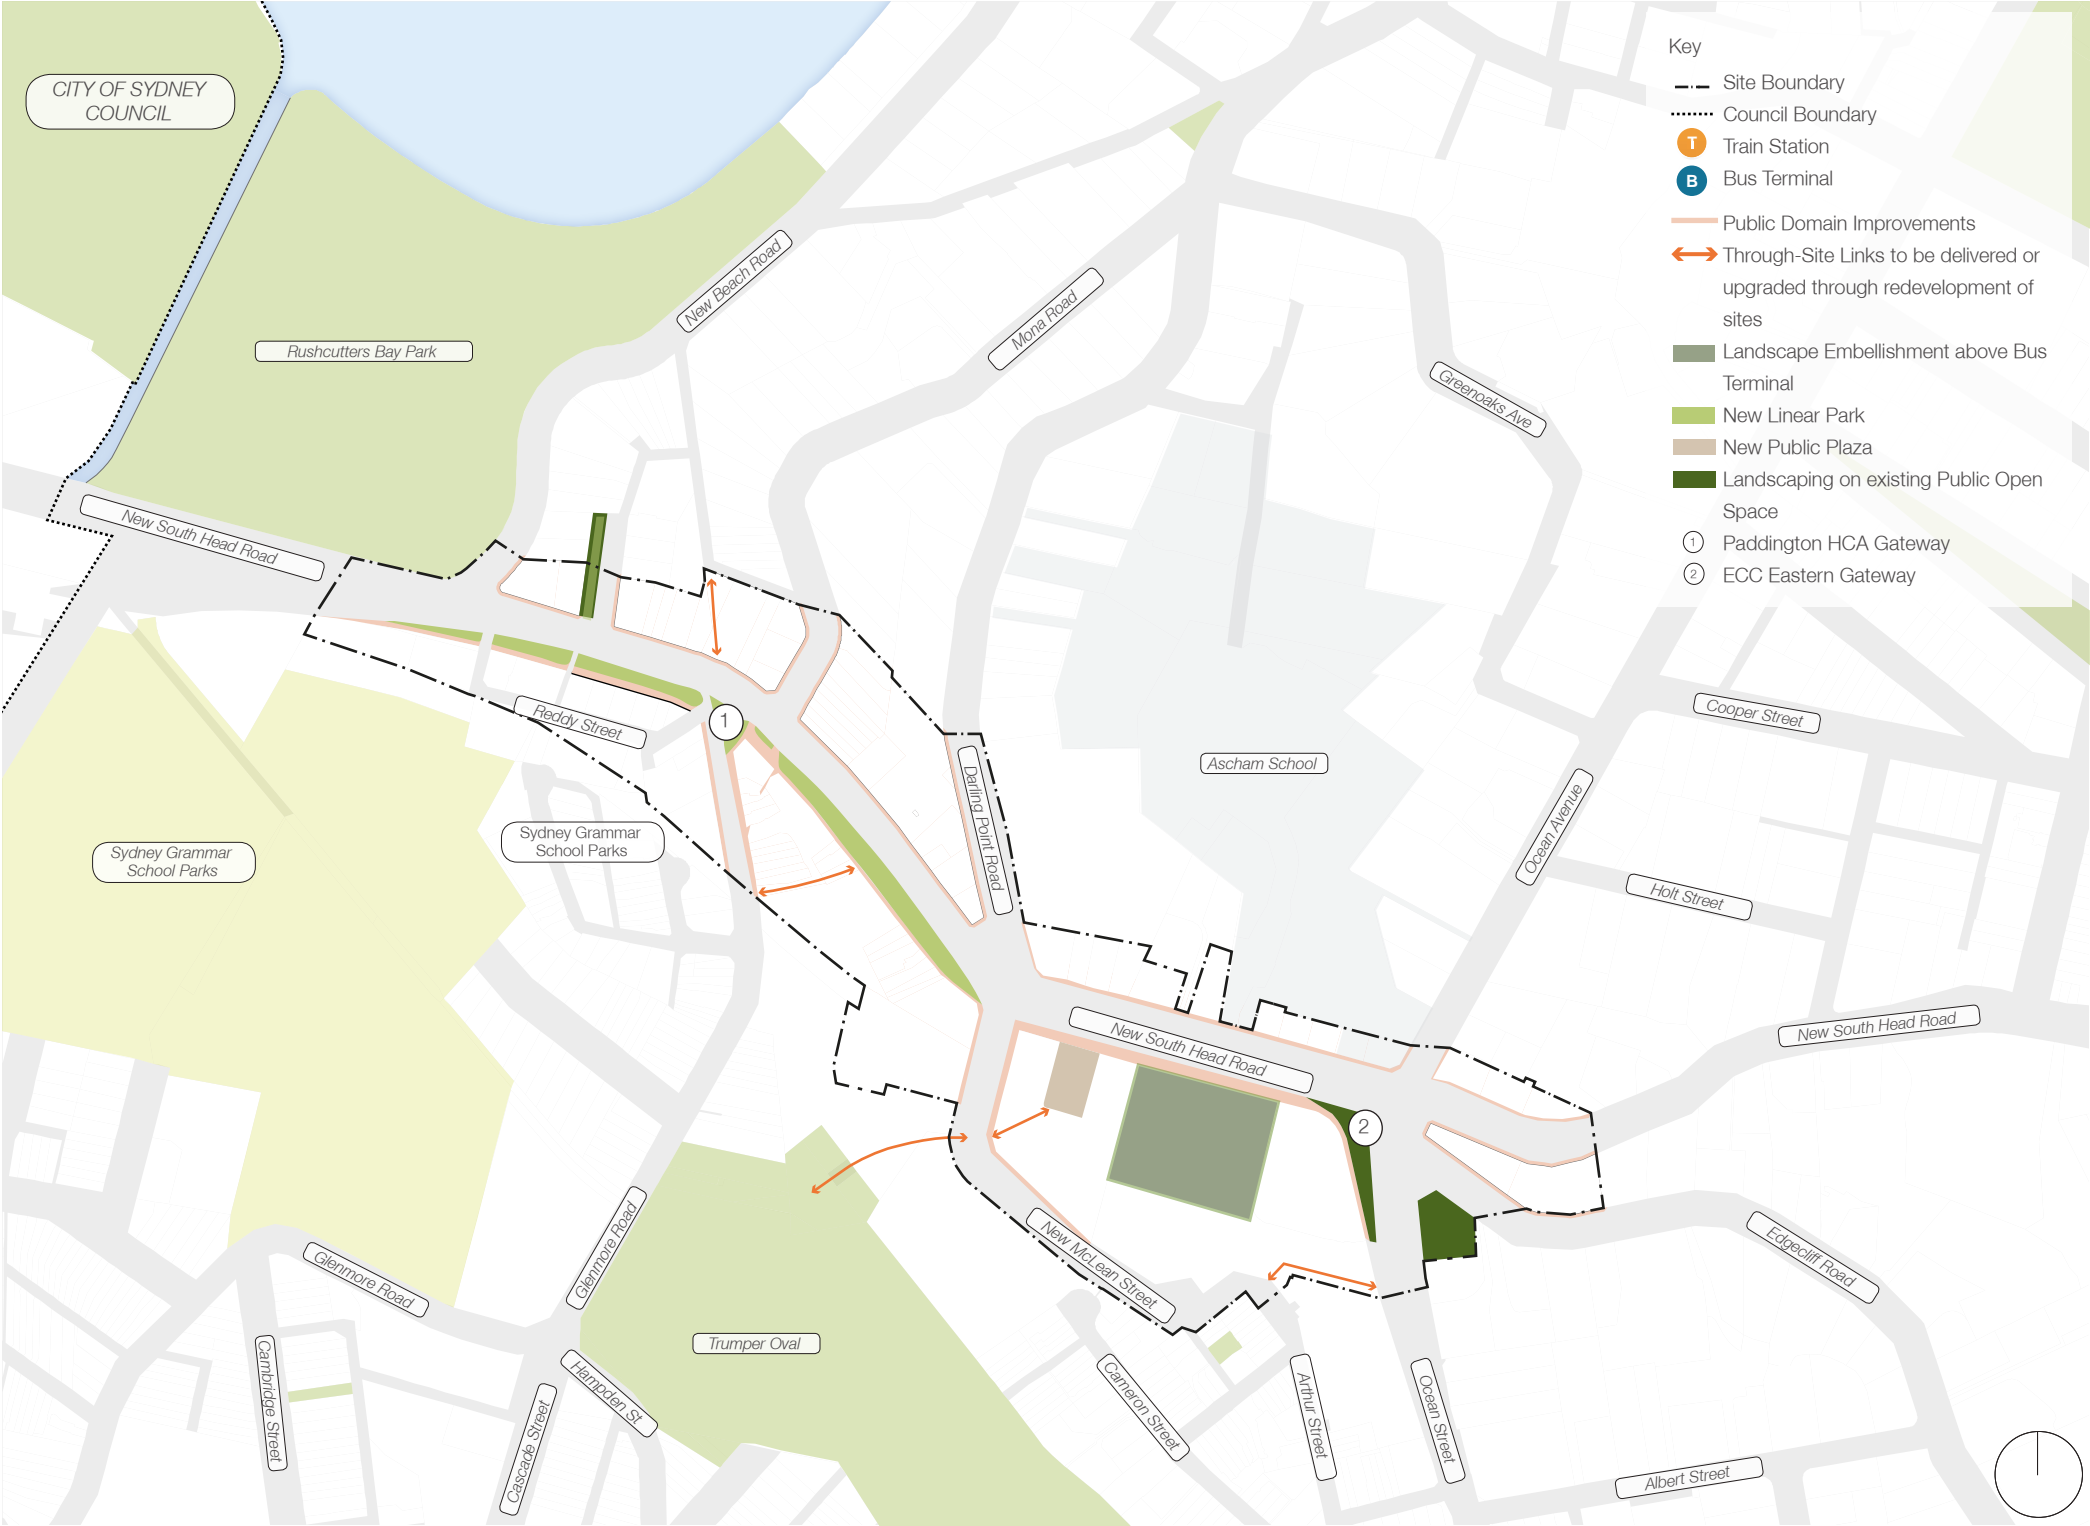 CITY OF SYDNEY
COUNCIL
Key
Site Boundary
Council Boundary
T
Train Station
B
Bus Terminal
Public Domain Improvements
Through-Site Links to be delivered or
upgraded through redevelopment of
sites
Landscape Embellishment above Bus
Terminal
New Linear Park
New Public Plaza
Landscaping on existing Public Open
Space
1
Paddington HCA Gateway
2
ECC Eastern Gateway
New Beach Road
Mona Road
Rushcutters Bay Park
Greenoaks Ave
New South Head Road
Reddy Street
1
Cooper Street
Ascham School
Darling Point Road
Ocean Avenue
Sydney Grammar
School Parks
Sydney Grammar
School Parks
Holt Street
New South Head Road
New South Head Road
2
Glenmore Road
Glenmore Road
New McLean Street
Edgecliff Road
Trumper Oval
Cambridge Street
Hampden St
Cascade Street
Cameron Street
Arthur Street
Ocean Street
Albert Street